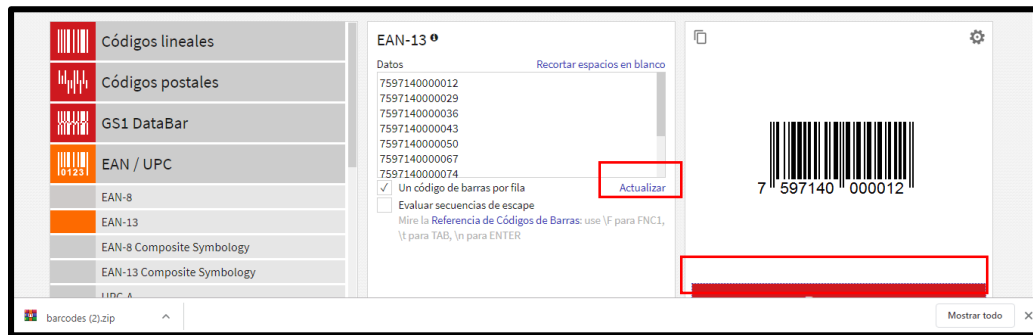 Códigos lineales
Códigos postales
GS1 DataBar
0123
EAN / UPC
EAN-8
EAN-13
EAN-8 Composite Symbology
EAN-13 Composite Symbology
UPC-A
EAN-13
Datos Recortar espacios en blanco
7597140000012
7597140000029
7597140000036
7597140000043
7597140000050
7597140000067
7597140000074
Un código de barras por fila Actualizar
Evaluar secuencias de escape
Mire la Referencia de Códigos de Barras: use \F para FNC1,
\t para TAB, \n para ENTER
7 597140 000012
barcodes (2).zip
Mostrar todo